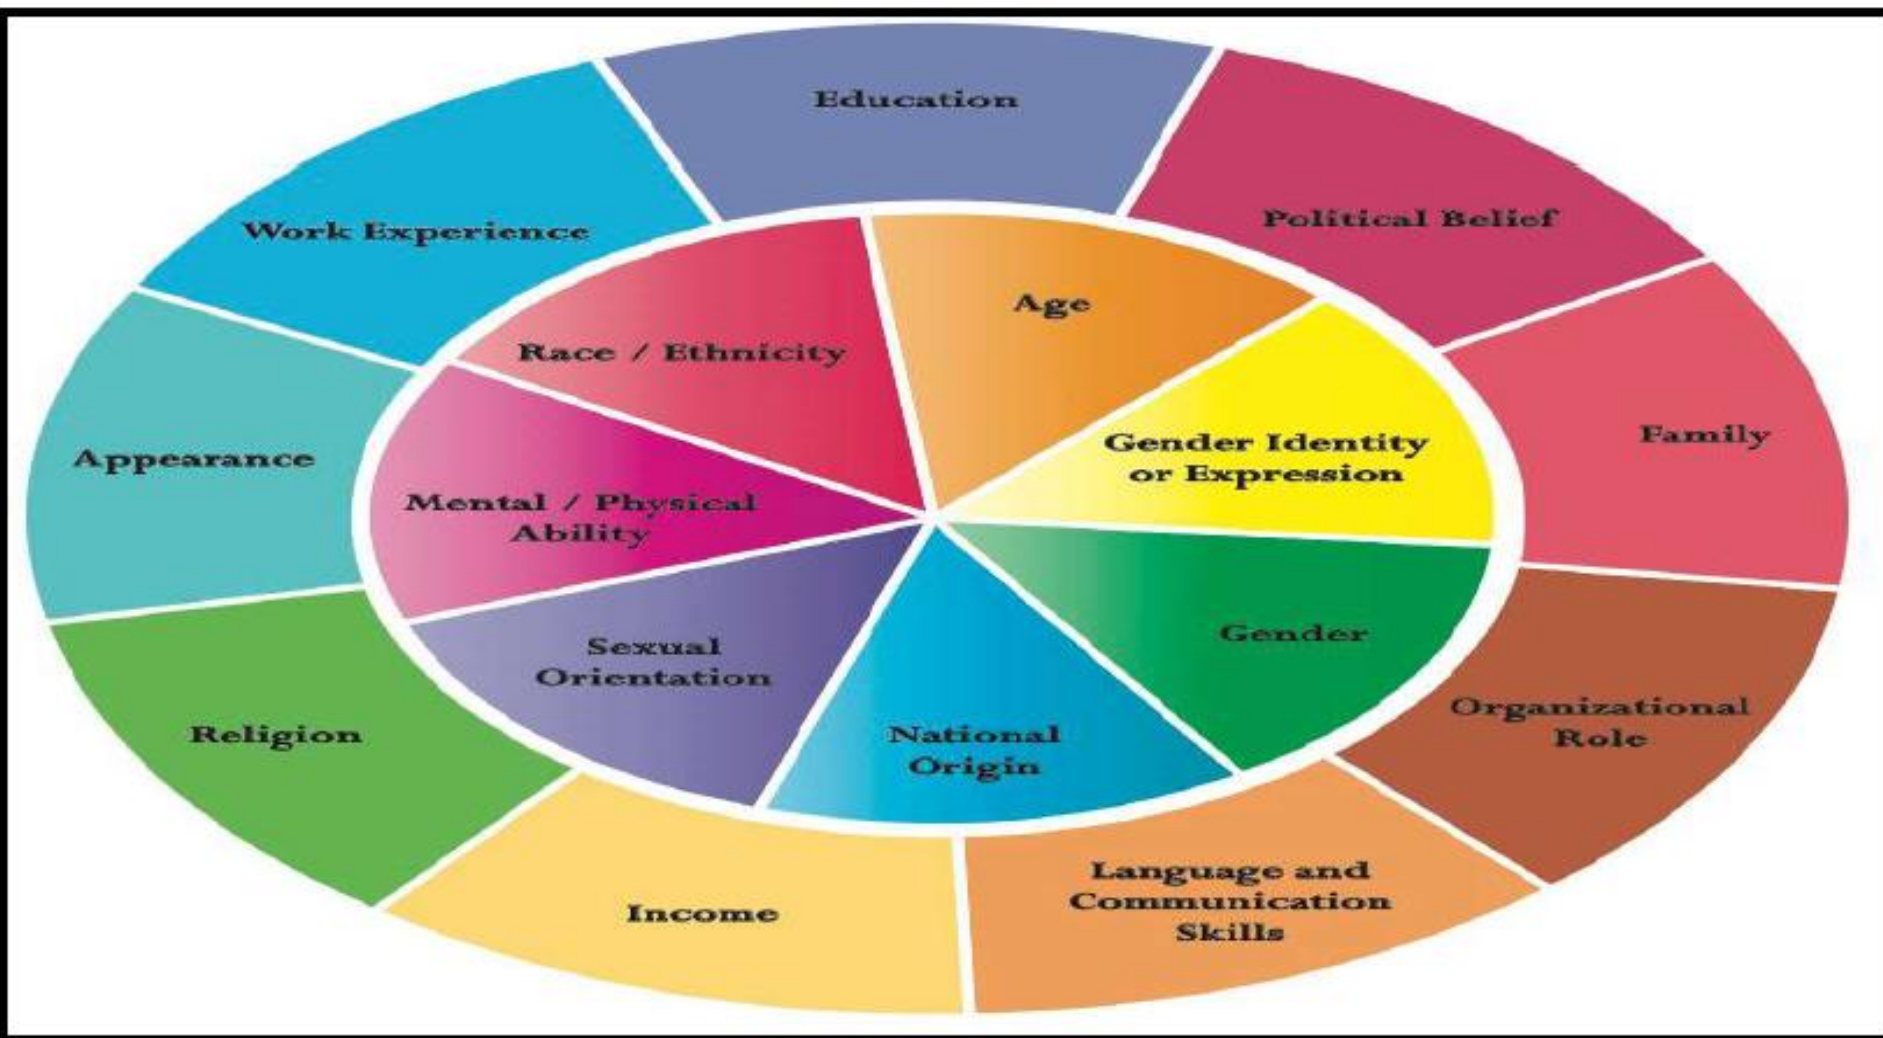 Education
Political Belief
Work Experience
Age
Race / Ethnicity
Gender Identity
or Expression
Family
Appearance
Mental / Physical
Ability
Gender
Sexual
Orientation
Organizational
Role
Religion
National
Origin
Language and
Communication
Skills
Income